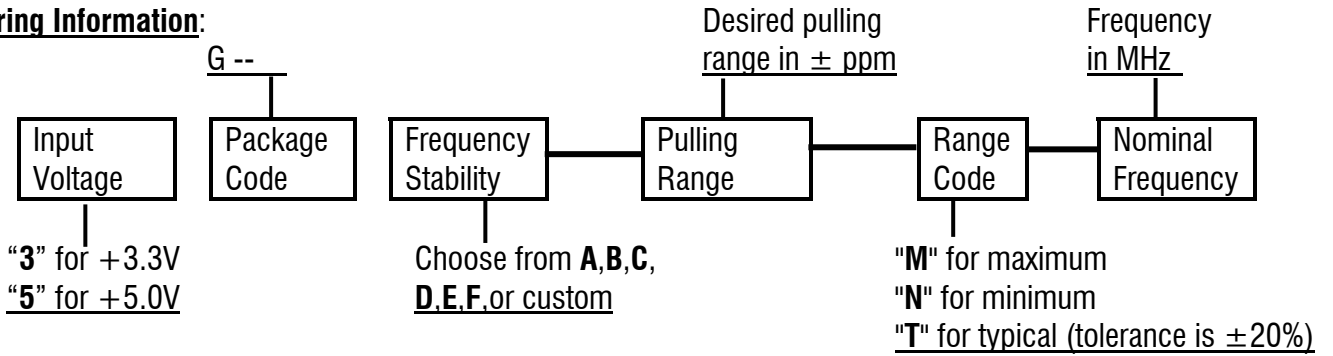 ring Information:
G --
Desired pulling
range in ± ppm
Frequency
in MHz
Input
Voltage
Package
Code
Frequency
Stability
Pulling
Range
Range
Code
Nominal
Frequency
“3” for +3.3V
“5” for +5.0V
Choose from A,B,C,
D,E,F,or custom
"M" for maximum
"N" for minimum
"T" for typical (tolerance is ±20%)